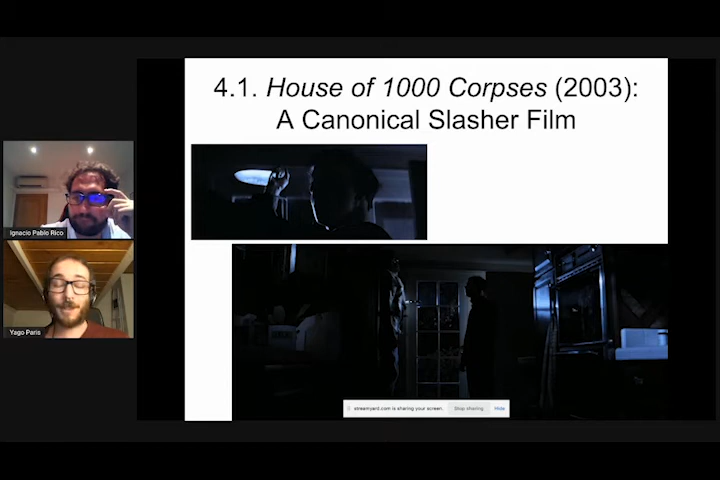 4.1. House of 1000 Corpses (2003):
A Canonical Slasher Film
Ignacio Pablo Rico
Yago Paris
streamyard.com is sharing your screen.
Stop sharing
Hide